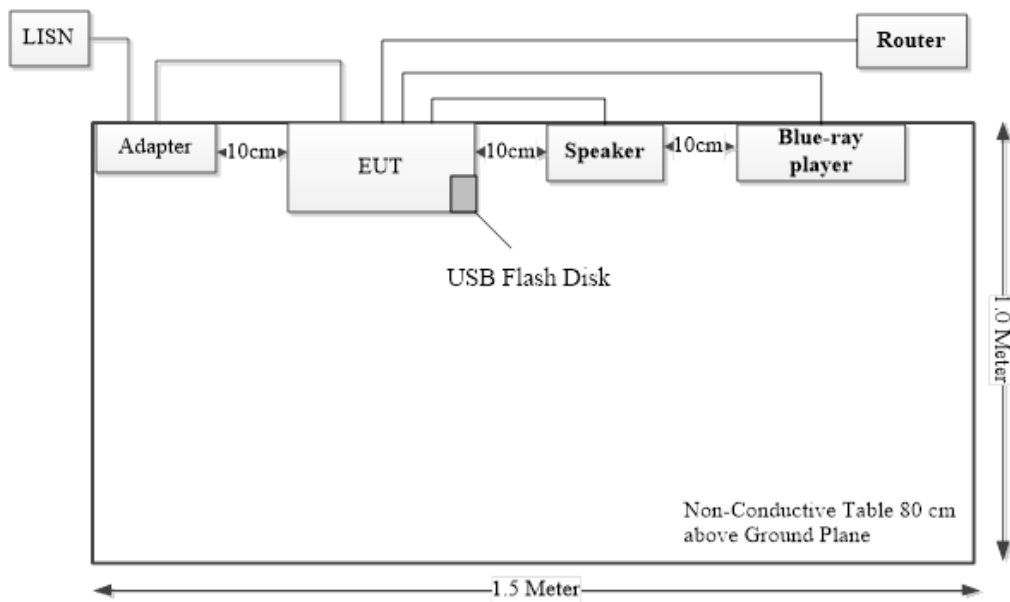 LISN
Router
Adapter
10cm
EUT
10cm
Speaker
10cm
Blue-ray
player
USB Flash Disk
1.0 Meter
Non-Conductive Table 80 cm
above Ground Plane
1.5 Meter